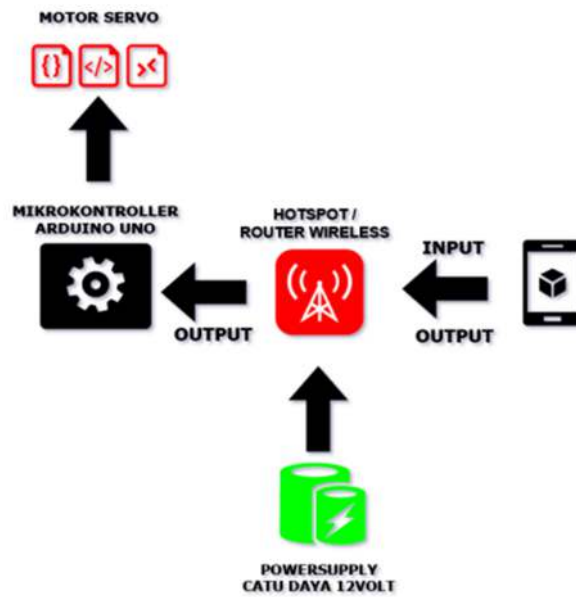 MOTOR SERVO
{} </> ><
MIKROKONTROLLER
ARDUINO UNO
HOTSPOT /
ROUTER WIRELESS
INPUT
OUTPUT
OUTPUT
POWERSUPPLY
CATU DAYA 12VOLT